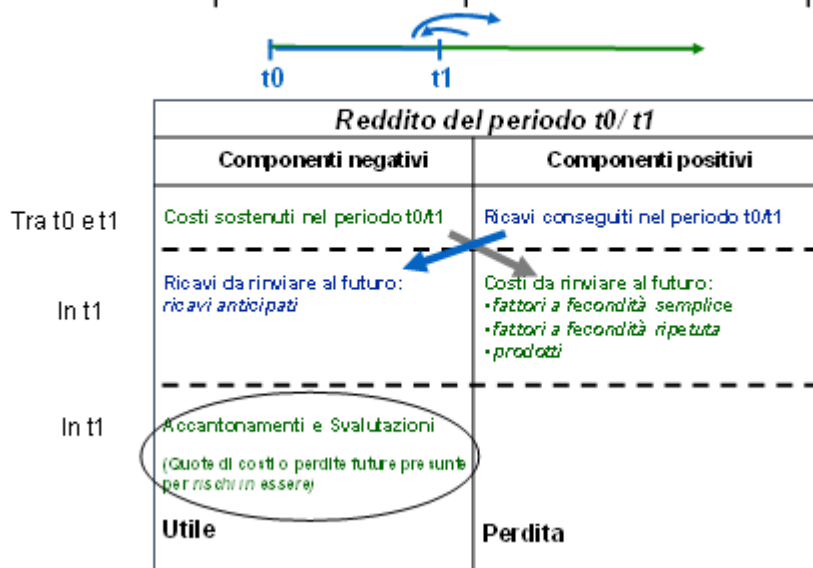 t0 t1
Reddito del periodo t0/ t1
Componenti negativi Componenti positivi
Tra t0 e t1 Costi sostenuti nel periodo t0/t1 Ricavi conseguiti nel periodo t0/t1
In t1 Ricavi da rinviare al futuro: Costi da rinviare al futuro:
ricavi anticipati •fattori a fecondità semplice
•fattori a fecondità ripetuta
•prodotti
In t1 Accantonamenti e Svalutazioni
(Quote di costi o perdite future presunte
per rischi in essere)
Utile Perdita